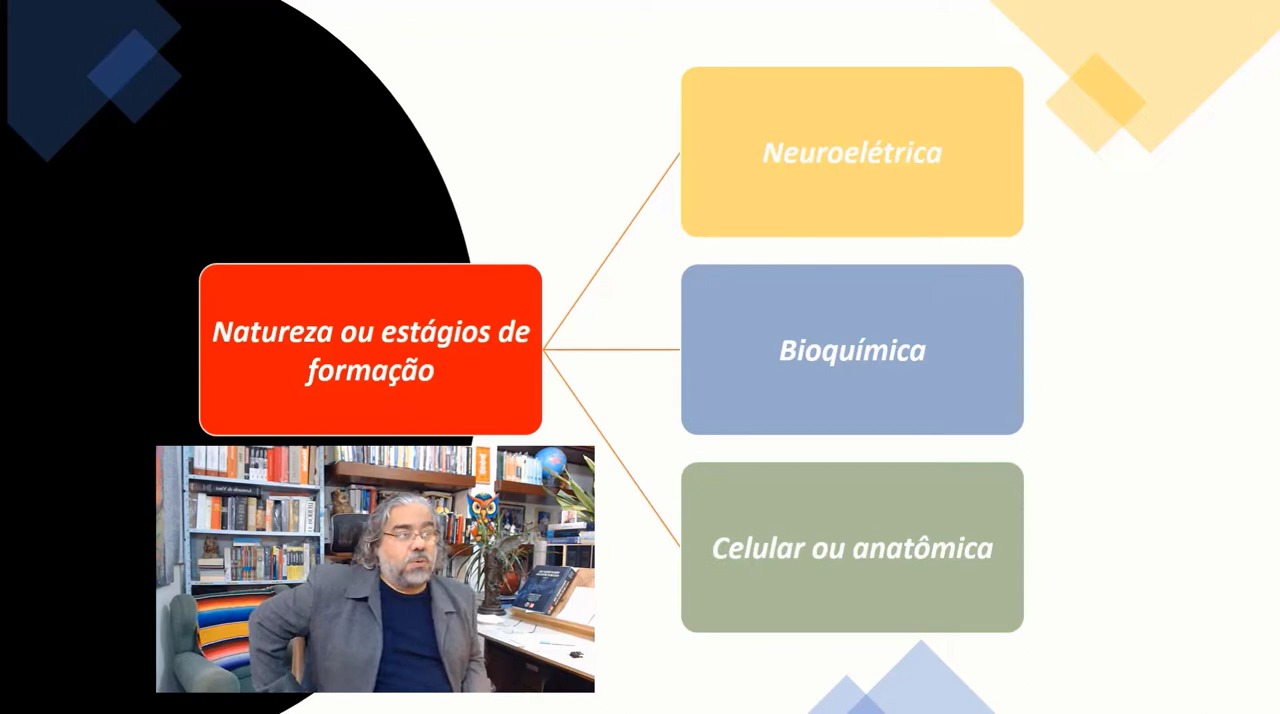 Neuroelétrica
Natureza ou estágios de
formação
Bioquímica
Celular ou anatômica